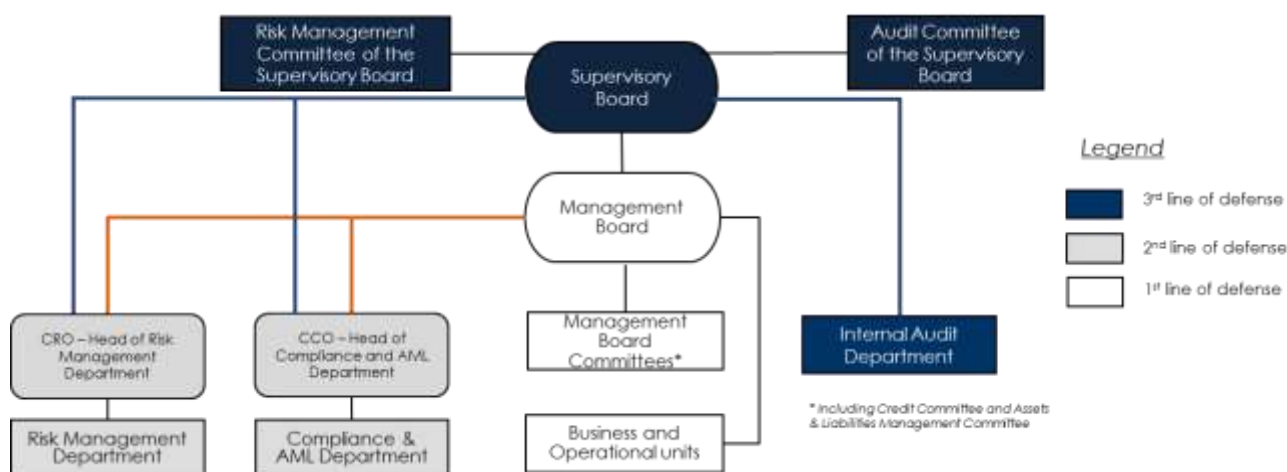 Risk Management
Committee of the
Supervisory Board
Audit Committee
of the Supervisory
Board
Supervisory
Board
Legend
3rd line of defense
2nd line of defense
1st line of defense
Management
Board
CRO – Head of Risk
Management
Department
CCO – Head of
Compliance and AML
Department
Management
Board
Committees*
Internal Audit
Department
* Including Credit Committee and Assets
& Liabilities Management Committee
Risk Management
Department
Compliance &
AML Department
Business and
Operational units